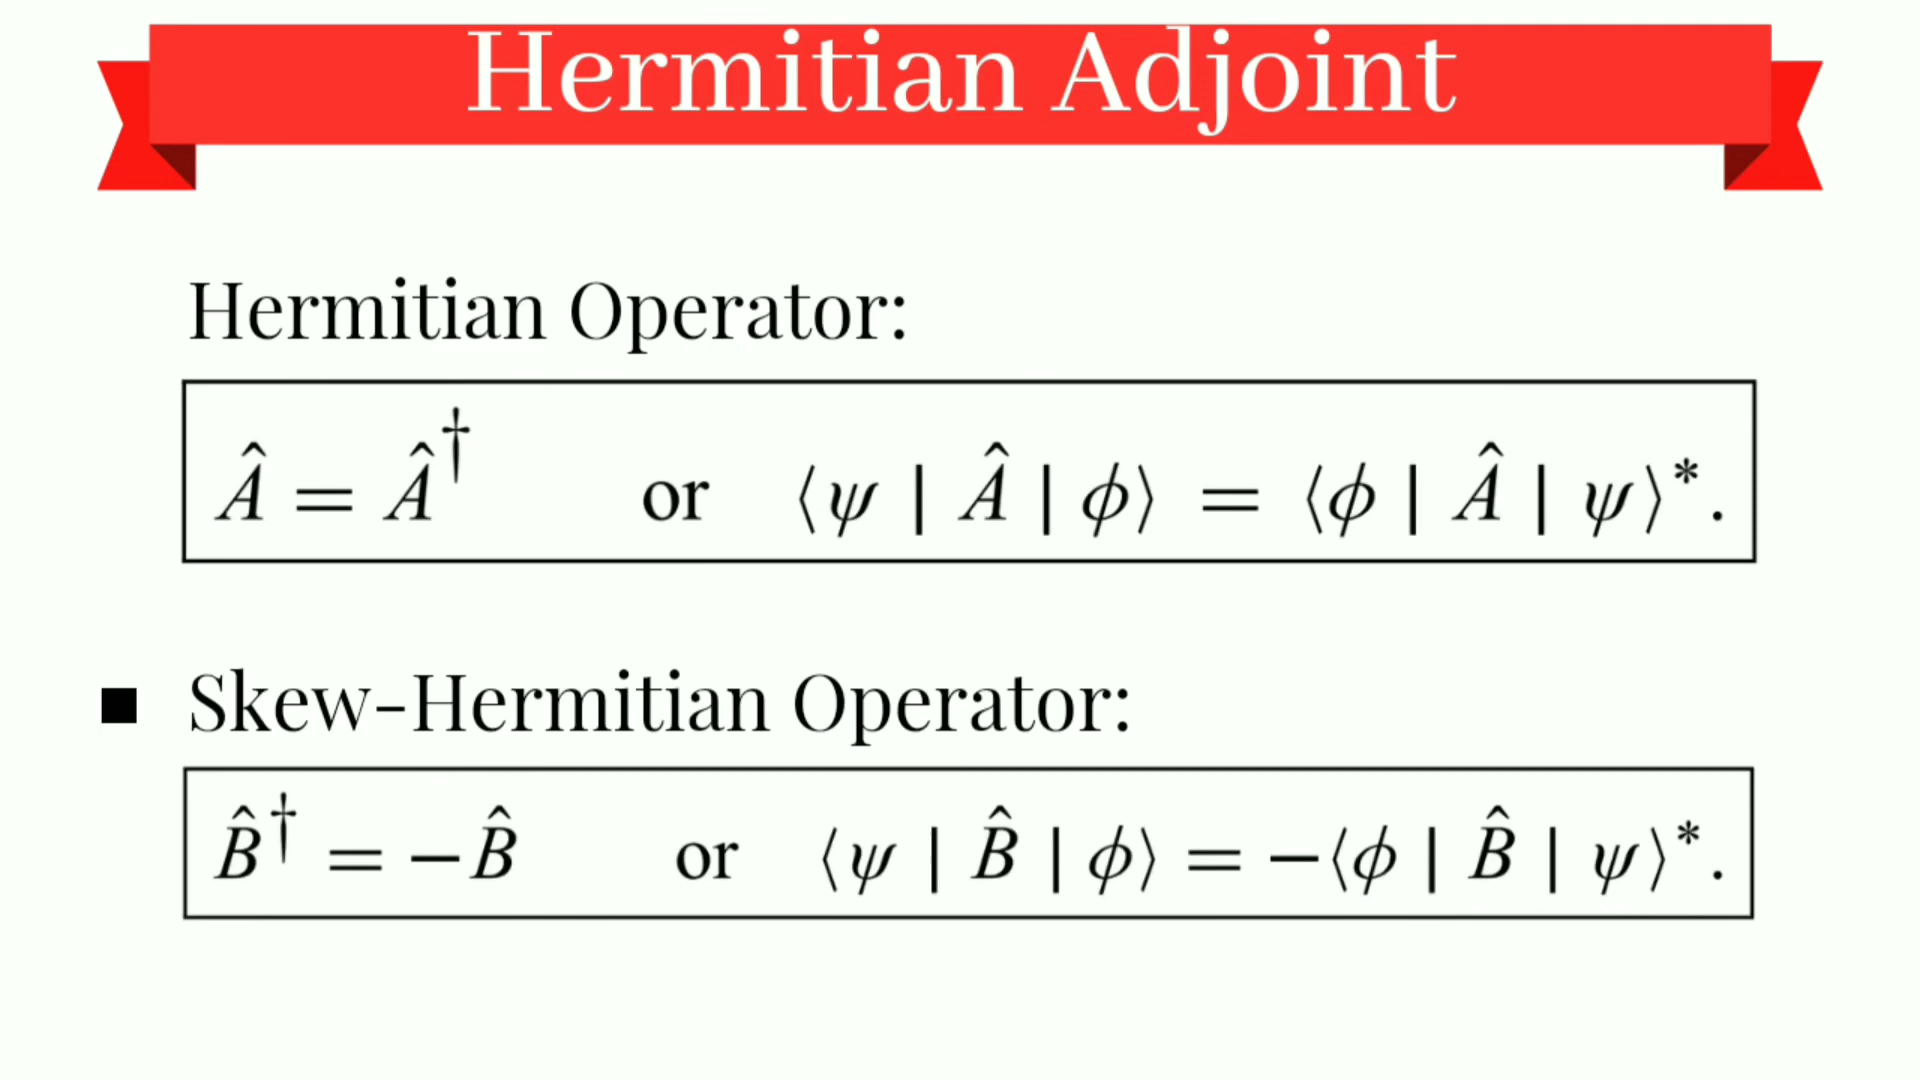 Hermitian Adjoint
Hermitian Operator:
Â = Â† or ⟨ψ | Â | ϕ⟩ = ⟨ϕ | Â | ψ⟩*.
■ Skew-Hermitian Operator:
B̂† = −B̂ or ⟨ψ | B̂ | ϕ⟩ = −⟨ϕ | B̂ | ψ⟩*.